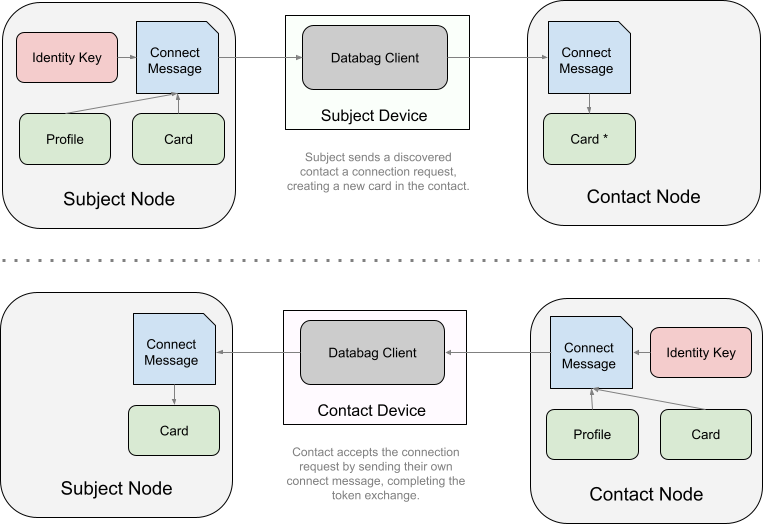 Identity Key
Connect
Message
Databag Client
Connect
Message
Subject Device
Profile
Card
Card *
Subject sends a discovered
contact a connection request,
creating a new card in the contact.
Subject Node
Contact Node
Connect
Message
Databag Client
Connect
Message
Identity Key
Contact Device
Card
Profile
Card
Contact accepts the connection
request by sending their own
connect message, completing the
token exchange.
Subject Node
Contact Node